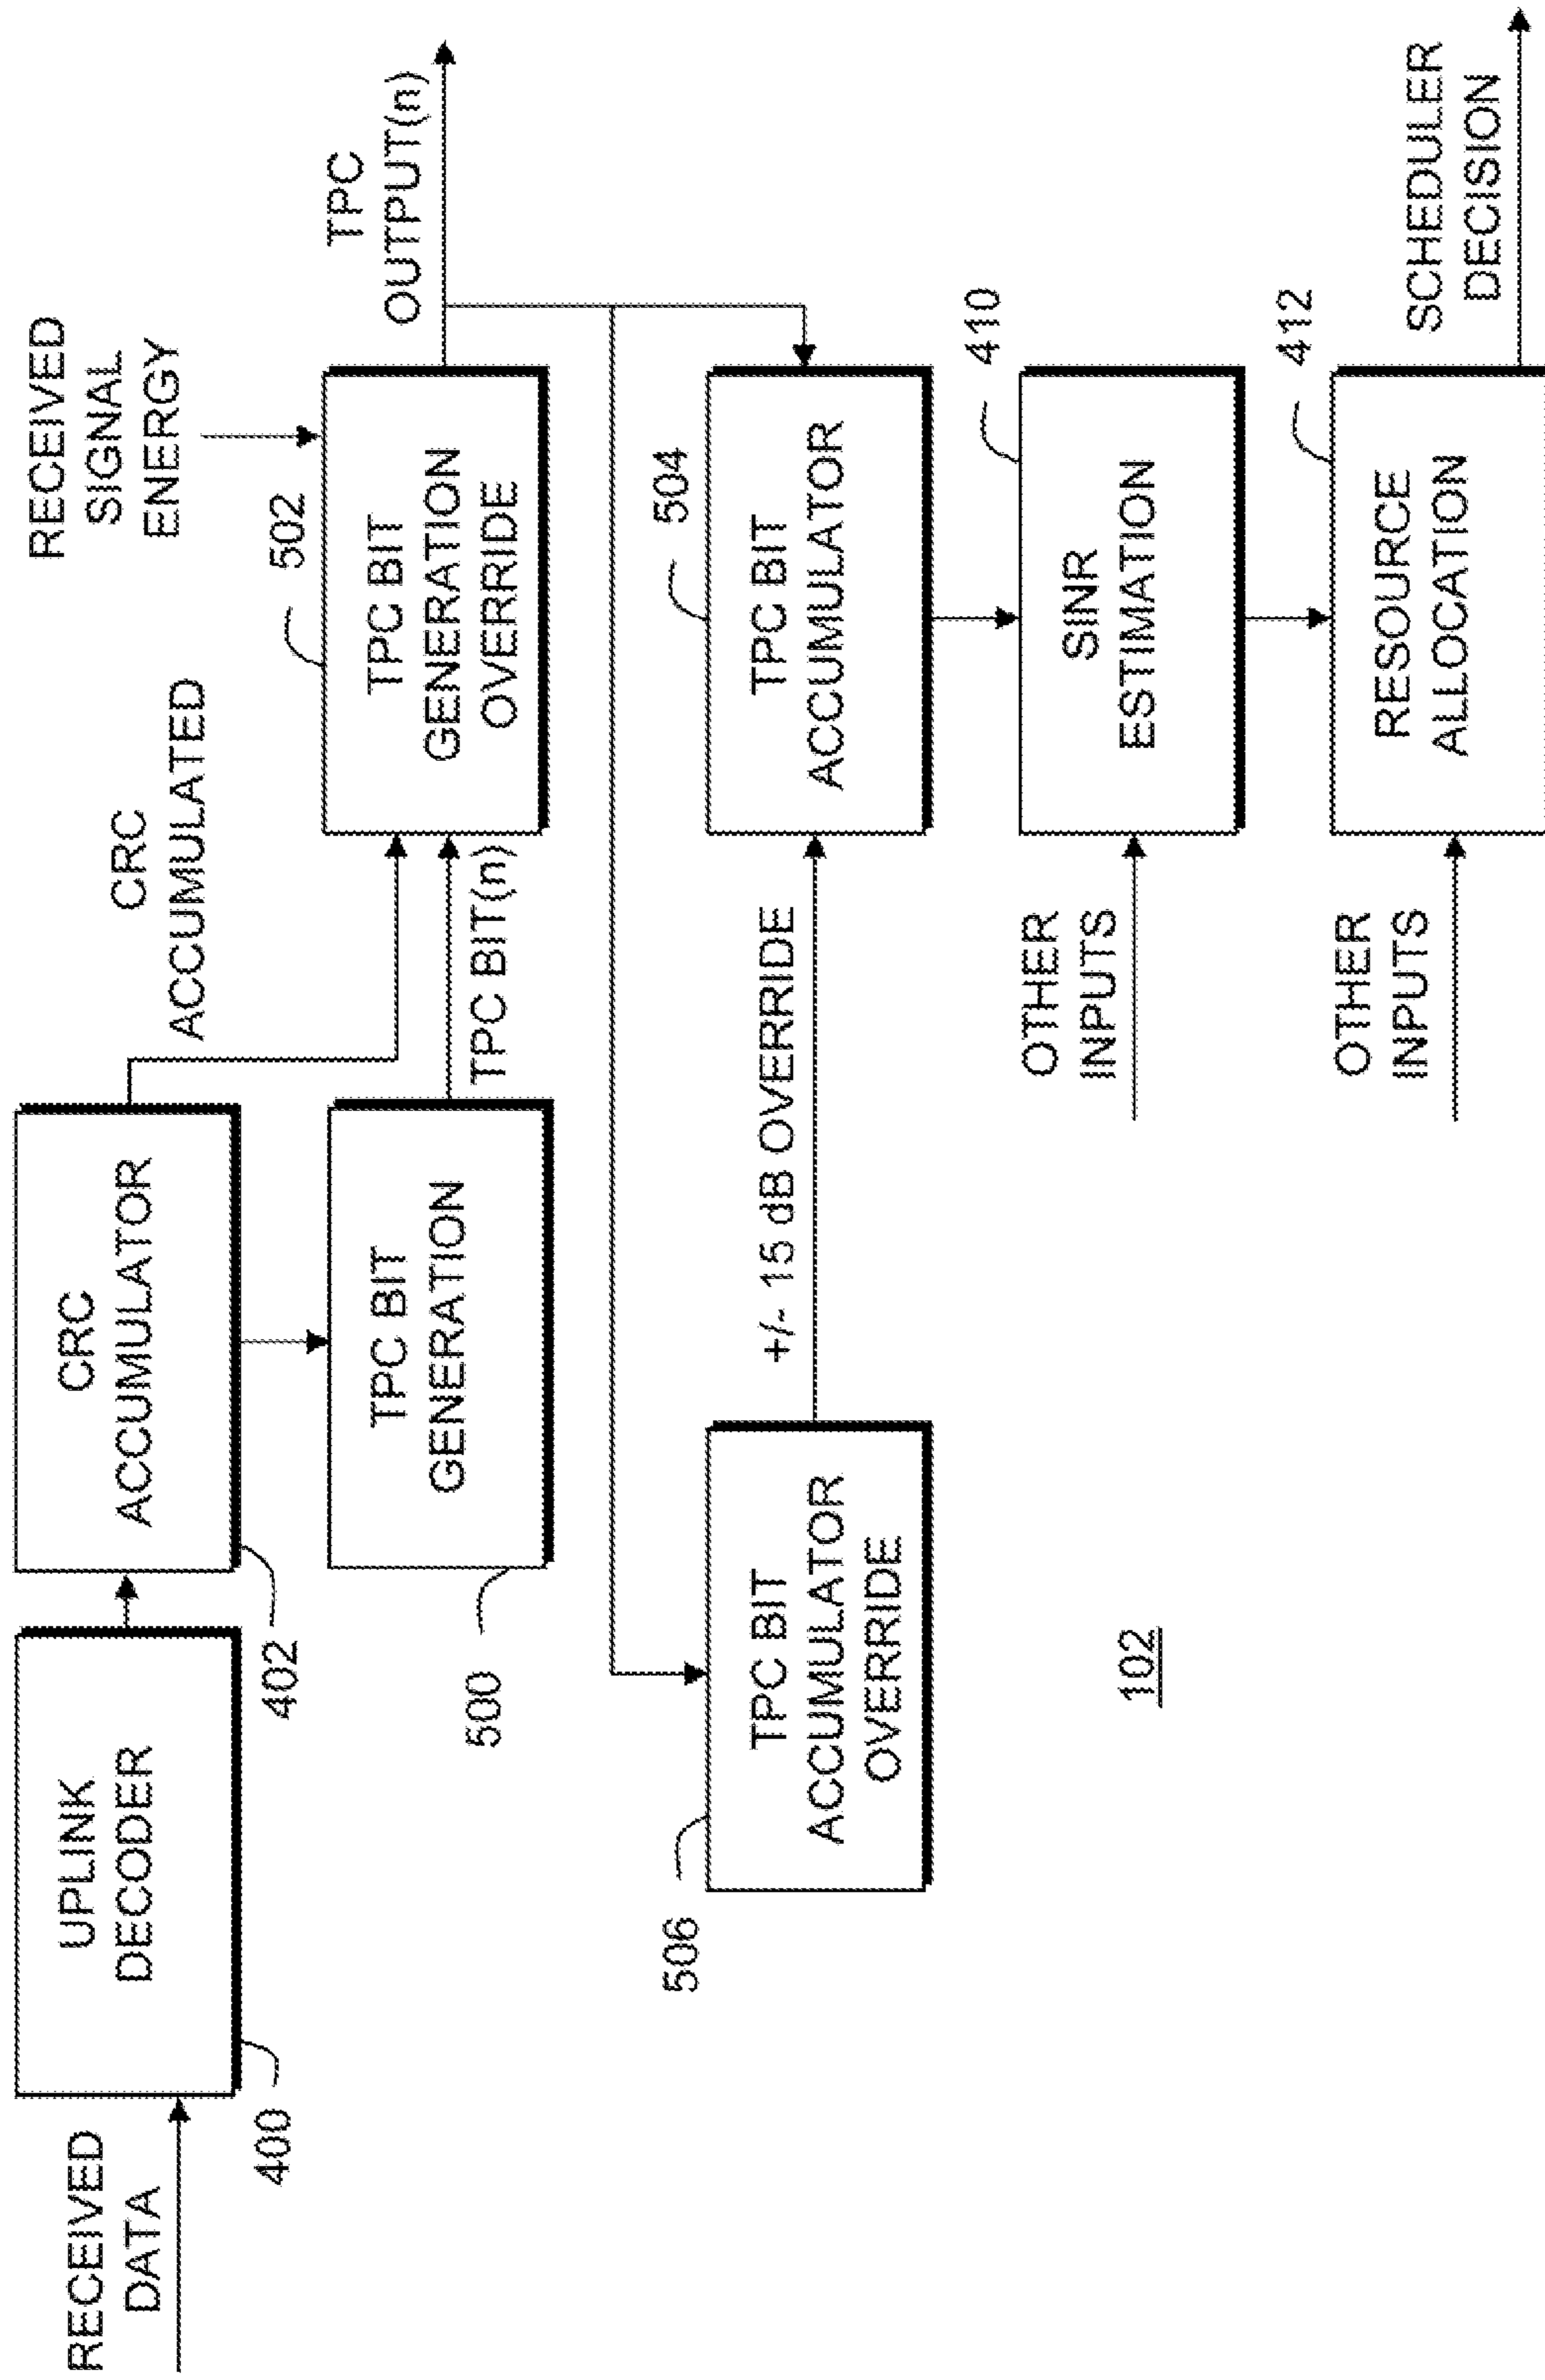 RECEIVED
DATA
UPLINK
DECODER
400
CRC
ACCUMULATOR
402
TPC BIT
GENERATION
500
CRC
ACCUMULATED
TPC BIT(n)
RECEIVED
SIGNAL
ENERGY
502
TPC BIT
GENERATION
OVERRIDE
TPC
OUTPUT(n)
506
TPC BIT
ACCUMULATOR
OVERRIDE
+/- 15 dB OVERRIDE
504
TPC BIT
ACCUMULATOR
OTHER
INPUTS
SINR
ESTIMATION
410
OTHER
INPUTS
RESOURCE
ALLOCATION
412
SCHEDULER
DECISION
102